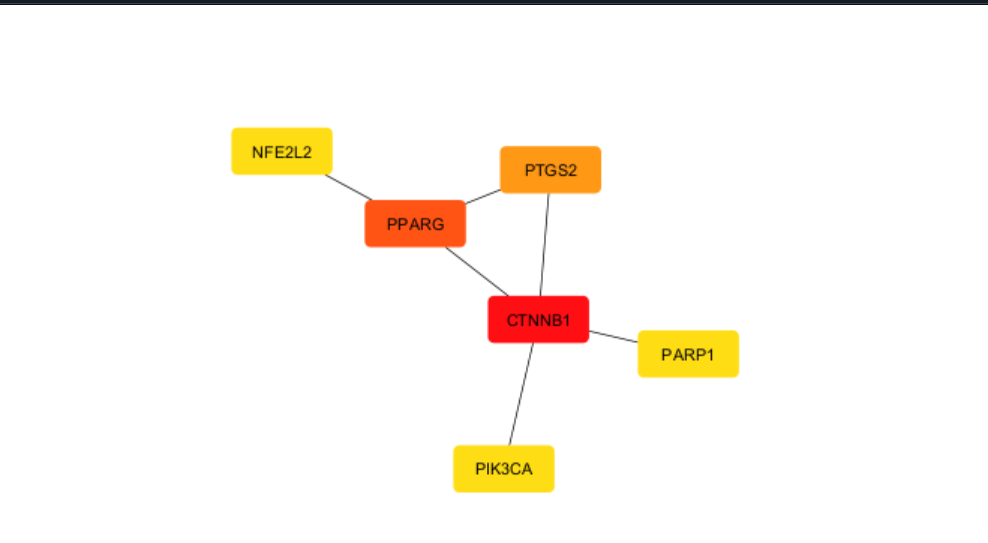 NFE2L2
PTGS2
PPARG
CTNNB1
PARP1
PIK3CA